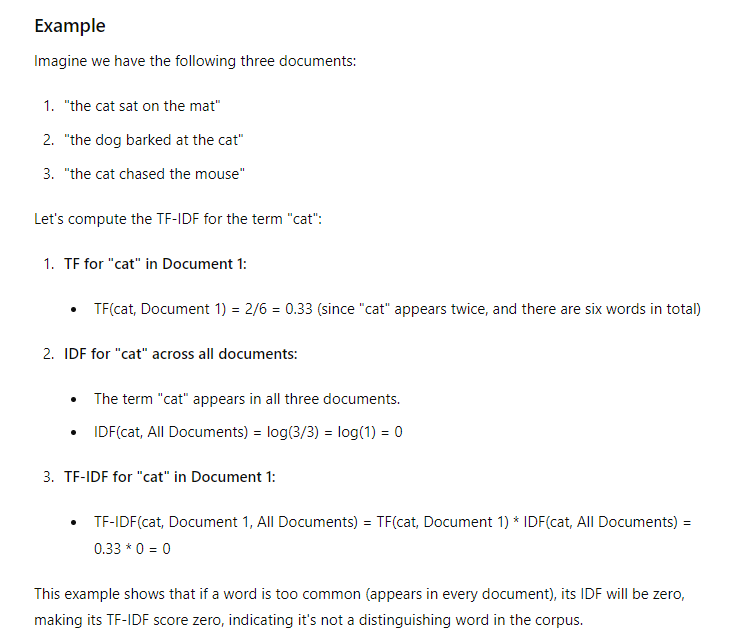 Example
Imagine we have the following three documents:
1. "the cat sat on the mat"
2. "the dog barked at the cat"
3. "the cat chased the mouse"
Let's compute the TF-IDF for the term "cat":
1. TF for "cat" in Document 1:
• TF(cat, Document 1) = 2/6 = 0.33 (since "cat" appears twice, and there are six words in total)
2. IDF for "cat" across all documents:
• The term "cat" appears in all three documents.
• IDF(cat, All Documents) = log(3/3) = log(1) = 0
3. TF-IDF for "cat" in Document 1:
• TF-IDF(cat, Document 1, All Documents) = TF(cat, Document 1) * IDF(cat, All Documents) =
0.33 * 0 = 0
This example shows that if a word is too common (appears in every document), its IDF will be zero,
making its TF-IDF score zero, indicating it's not a distinguishing word in the corpus.